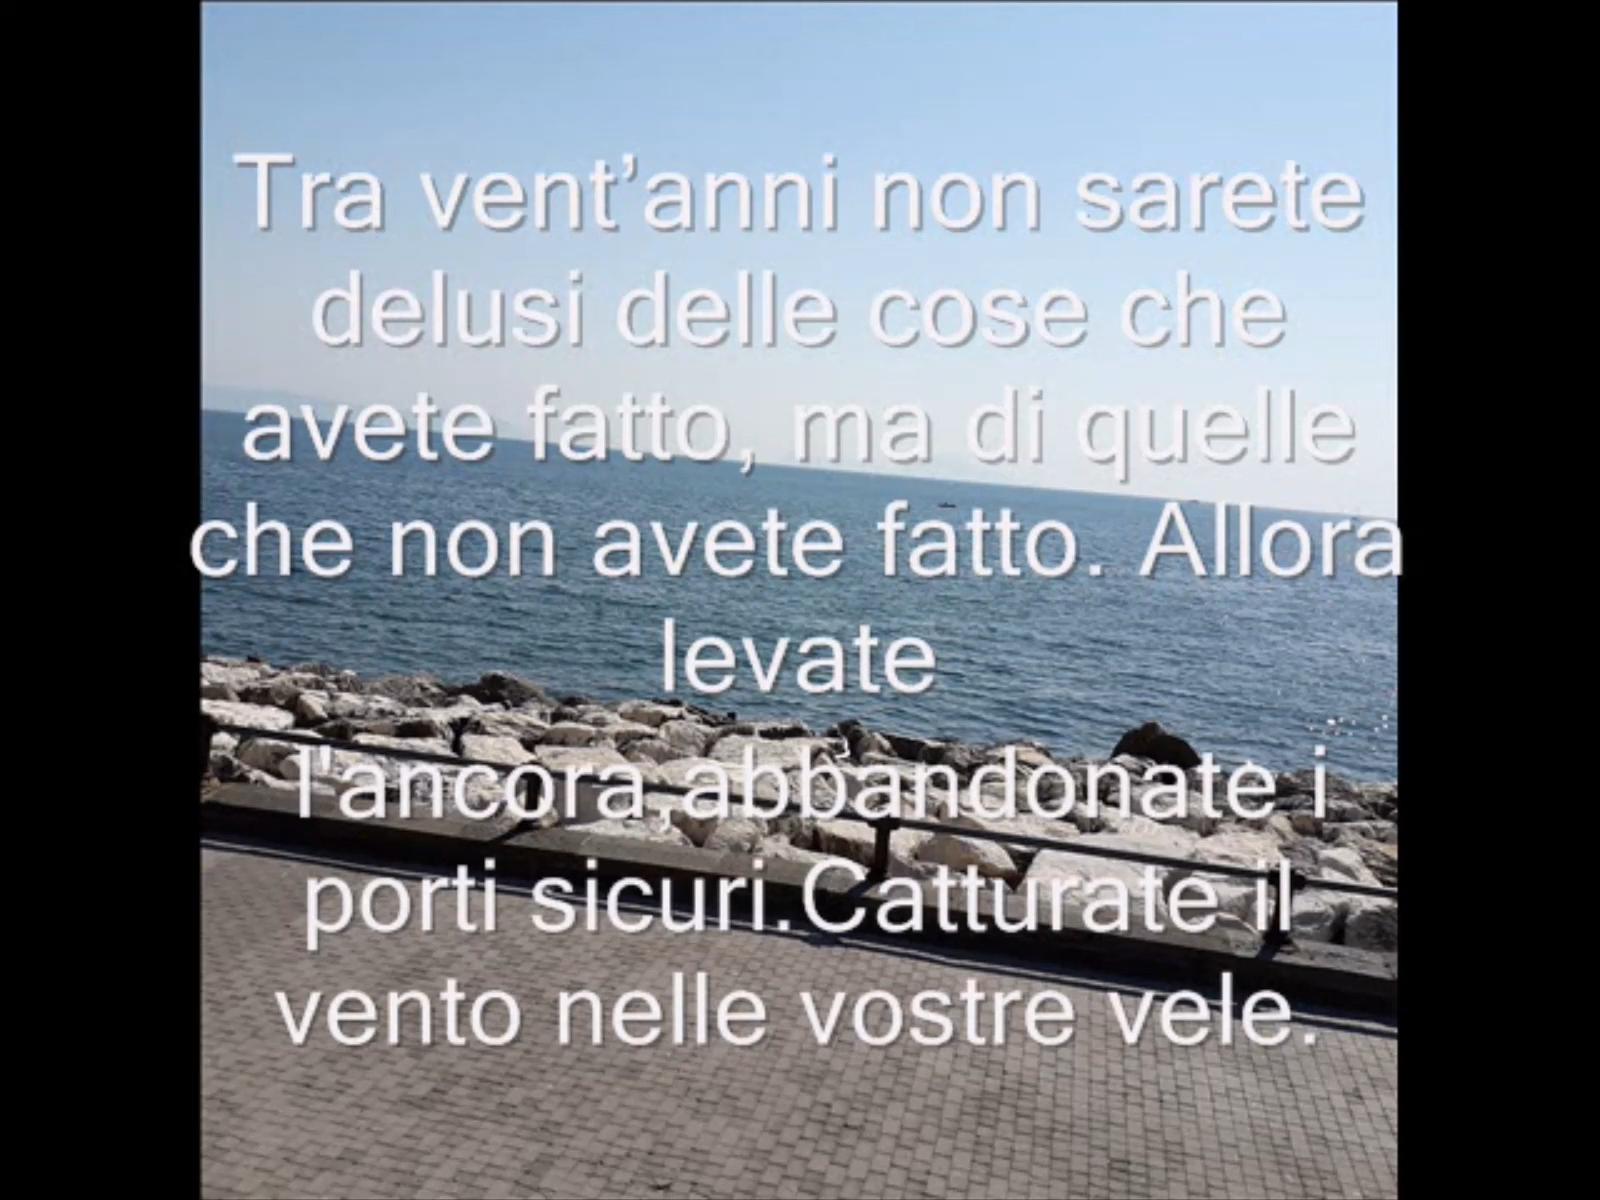 Tra vent’anni non sarete
delusi delle cose che
avete fatto, ma di quelle
che non avete fatto. Allora
levate
l'ancora,abbandonate i
porti sicuri.Catturate il
vento nelle vostre vele.